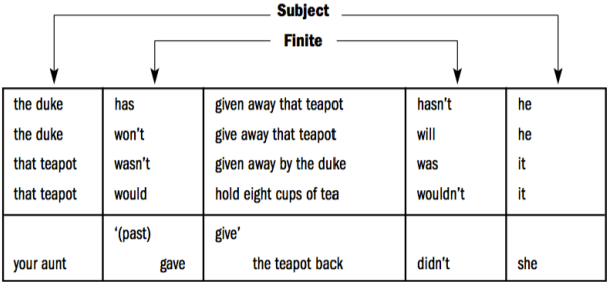 Subject
Finite
the duke has given away that teapot hasn't he
the duke won't give away that teapot will he
that teapot wasn't given away by the duke was it
that teapot would hold eight cups of tea wouldn't it
‘(past) give’
your aunt gave the teapot back didn't she